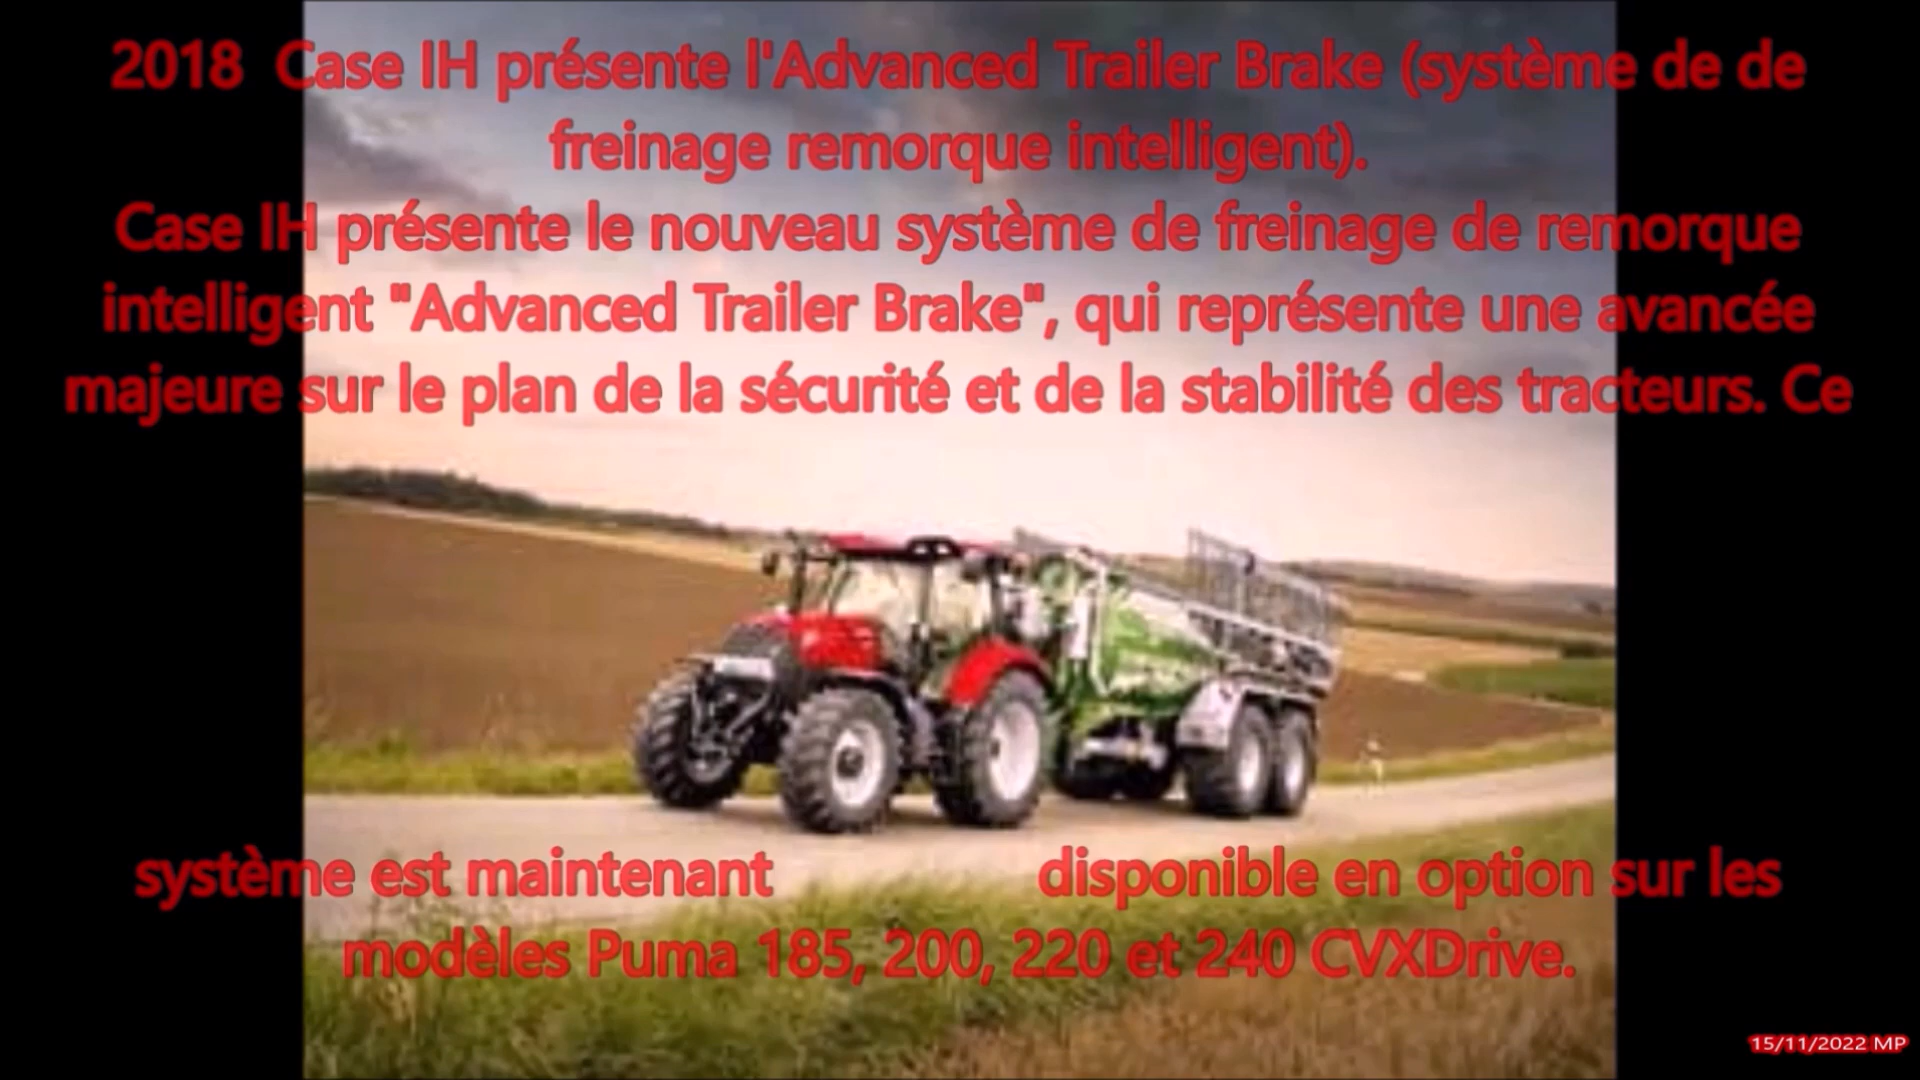 2018 Case IH présente l'Advanced Trailer Brake (système de de
freinage remorque intelligent).
Case IH présente le nouveau système de freinage de remorque
intelligent "Advanced Trailer Brake", qui représente une avancée
majeure sur le plan de la sécurité et de la stabilité des tracteurs. Ce
système est maintenant disponible en option sur les
modèles Puma 185, 200, 220 et 240 CVXDrive.
15/11/2022 MP